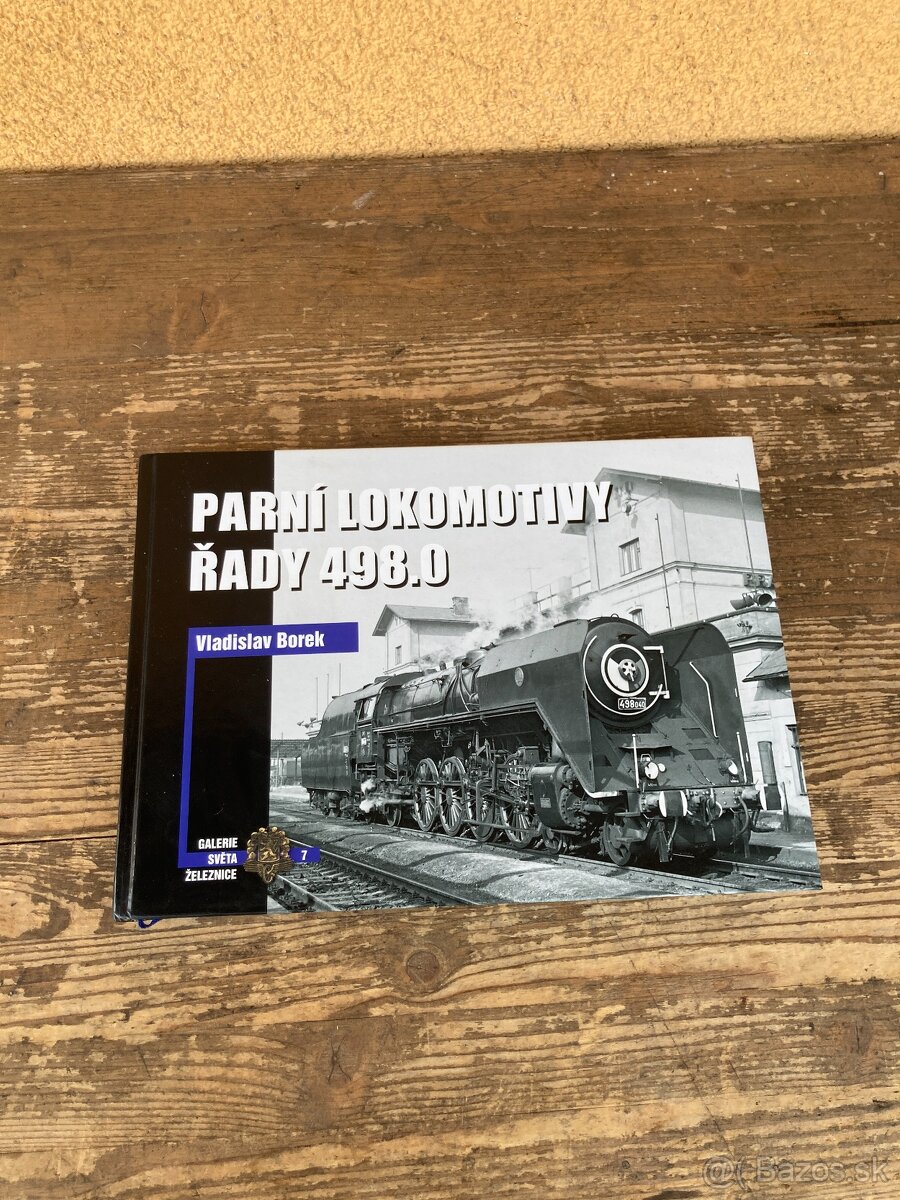 PARNÍ LOKOMOTIVY
ŘADY 498.0
Vladislav Borek
498040
GALERIE
SVĚTA 7
ŽELEZNICE
Bazos.sk